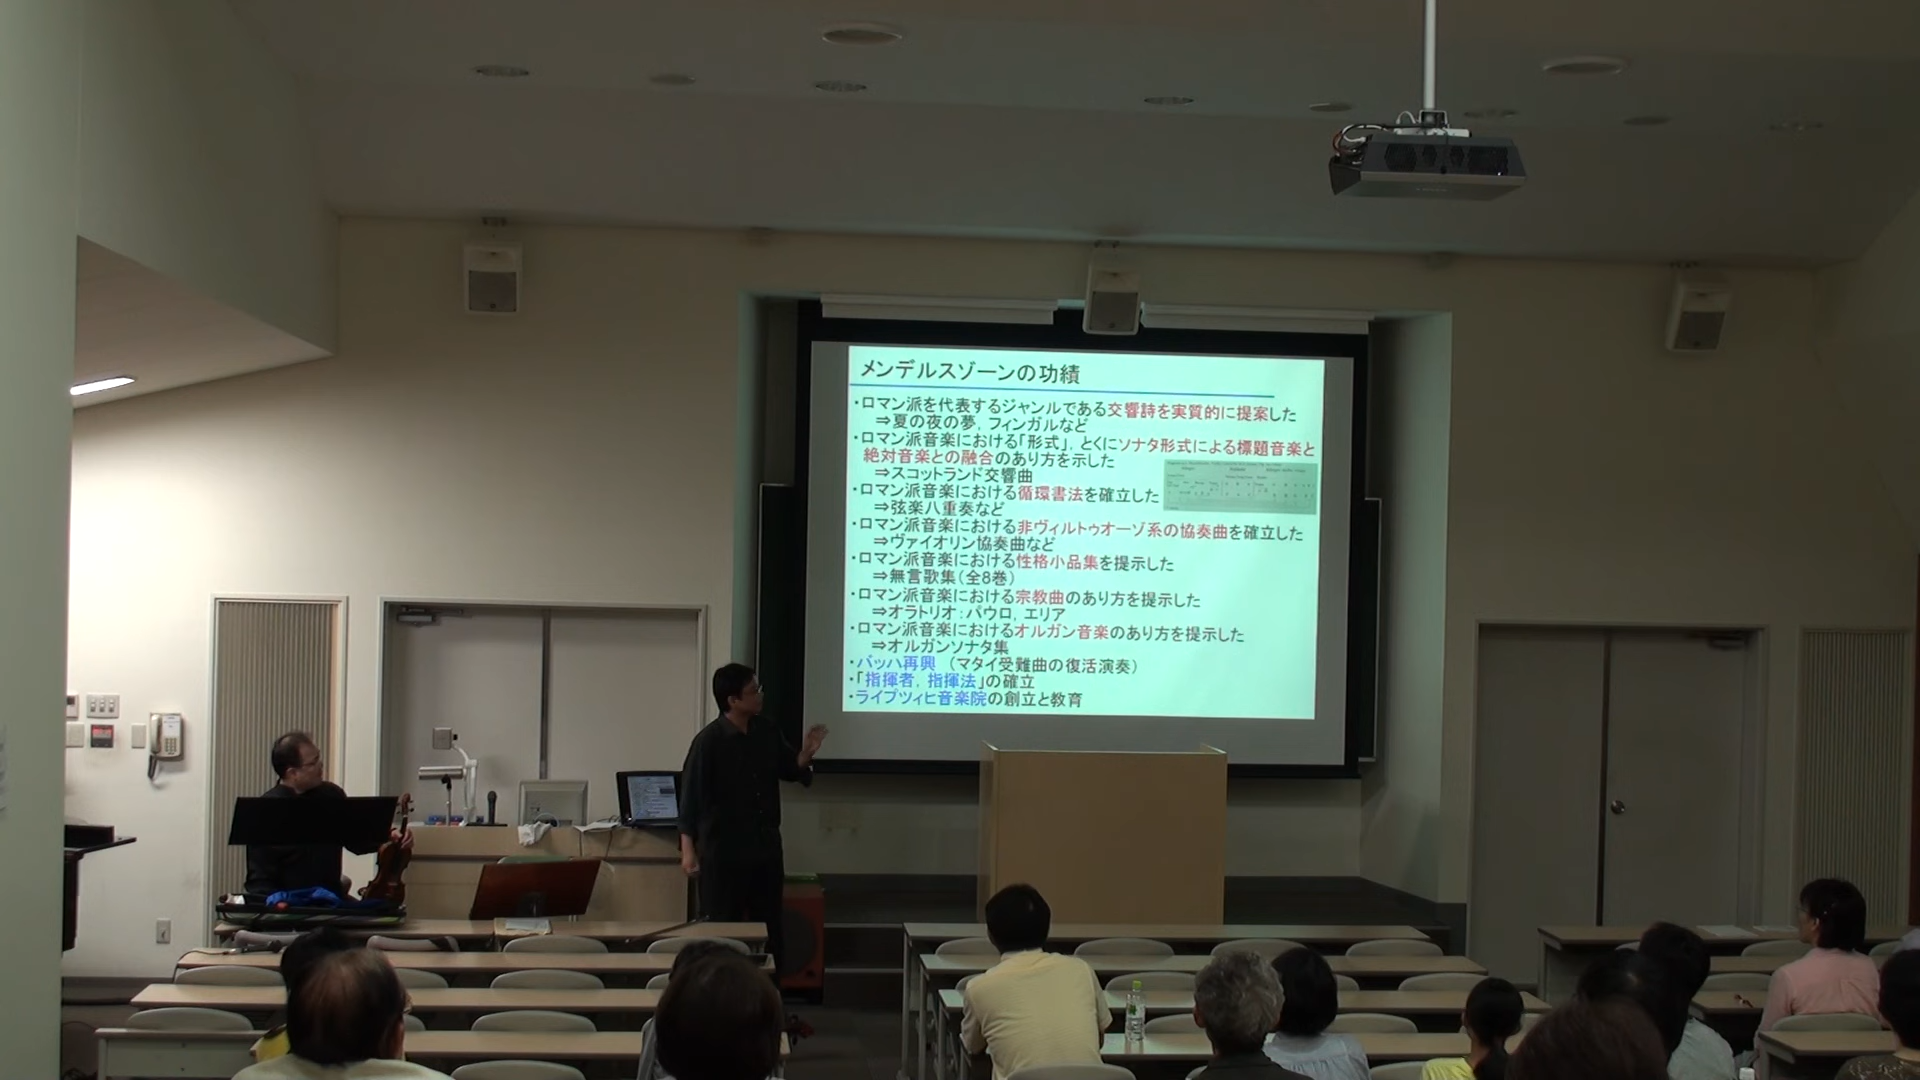 メンデルスゾーンの功績
・ロマン派を代表するジャンルである交響詩を実質的に提案した
⇒夏の夜の夢，フィンガルなど
・ロマン派音楽における「形式」，とくにソナタ形式による標題音楽と
絶対音楽との融合のあり方を示した
⇒スコットランド交響曲
・ロマン派音楽における循環書法を確立した
⇒弦楽八重奏など
・ロマン派音楽における非ヴィルトゥオーゾ系の協奏曲を確立した
⇒ヴァイオリン協奏曲など
・ロマン派音楽における性格小品集を提示した
⇒無言歌集（全8巻）
・ロマン派音楽における宗教曲のあり方を提示した
⇒オラトリオ：パウロ，エリア
・ロマン派音楽におけるオルガン音楽のあり方を提示した
⇒オルガンソナタ集
・バッハ再興　（マタイ受難曲の復活演奏）
・「指揮者，指揮法」の確立
・ライプツィヒ音楽院の創立と教育